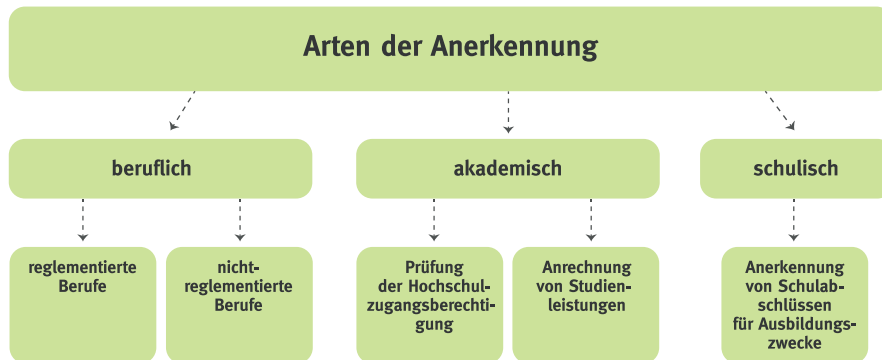 Arten der Anerkennung
beruflich
akademisch
schulisch
reglementierte
Berufe
nicht-
reglementierte
Berufe
Prüfung
der Hochschul-
zugangsberechti-
gung
Anrechnung
von Studien-
leistungen
Anerkennung
von Schulab-
schlüssen
für Ausbildungs-
zwecke